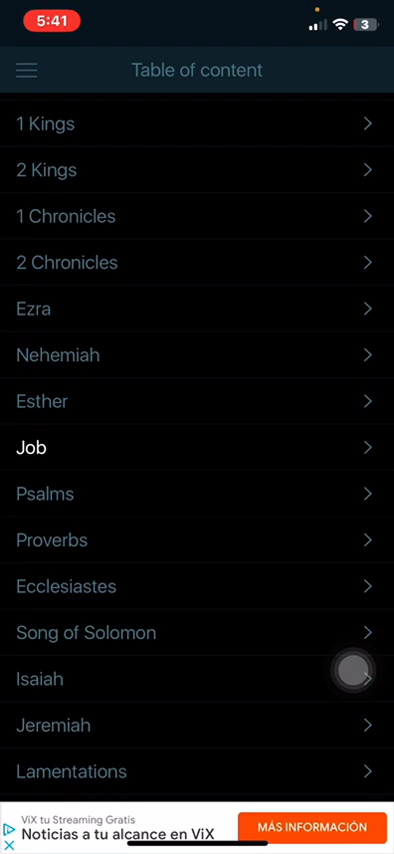 5:41
3
Table of content
1 Kings
2 Kings
1 Chronicles
2 Chronicles
Ezra
Nehemiah
Esther
Job
Psalms
Proverbs
Ecclesiastes
Song of Solomon
Isaiah
Jeremiah
Lamentations
ViX tu Streaming Gratis
Noticias a tu alcance en ViX
MÁS INFORMACIÓN